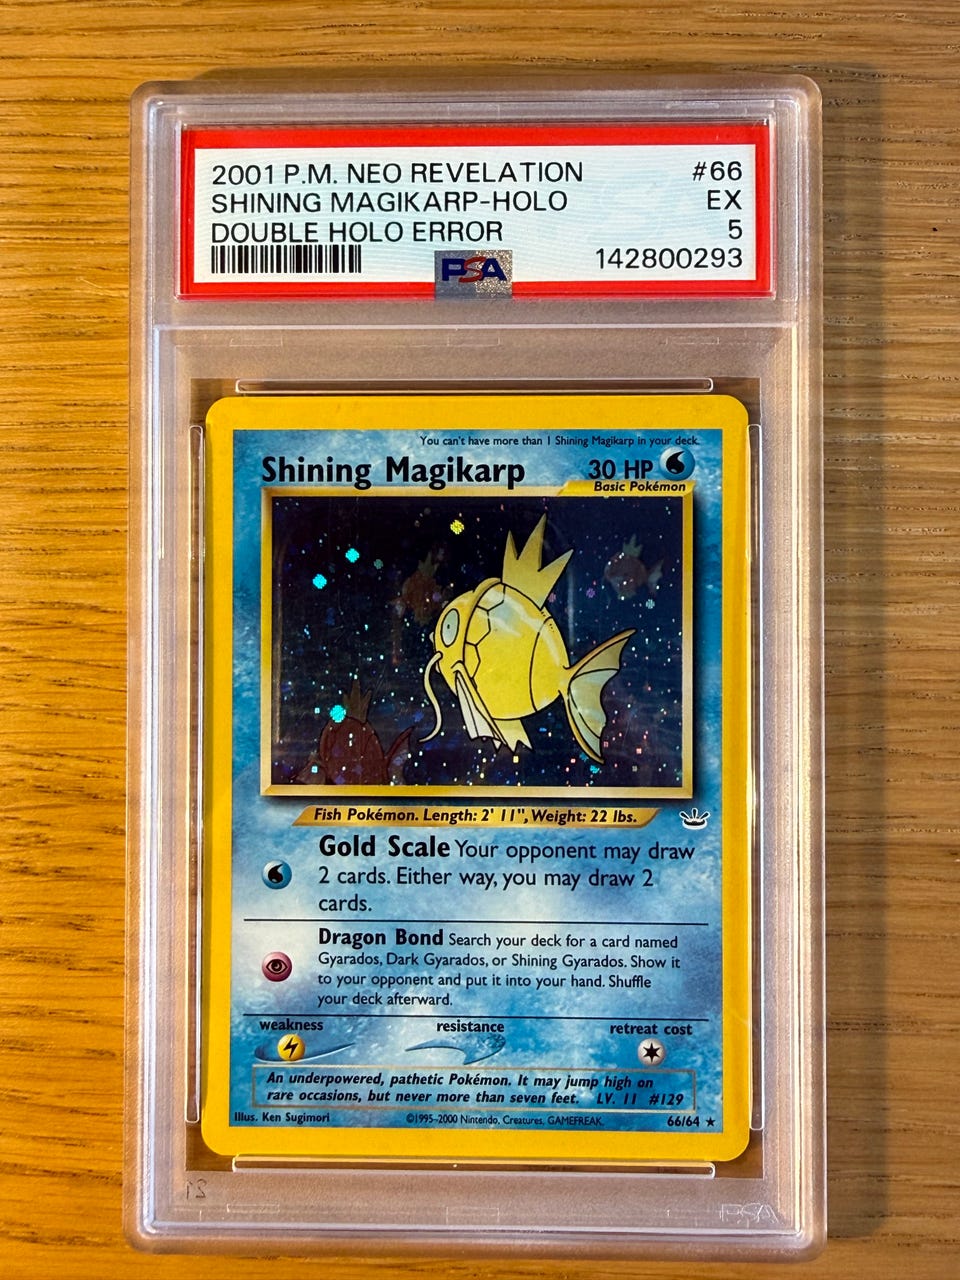 2001 P.M. NEO REVELATION #66
SHINING MAGIKARP-HOLO EX
DOUBLE HOLO ERROR 5
PSA 142800293
You can't have more than 1 Shining Magikarp in your deck.
Shining Magikarp 30 HP
Basic Pokémon
Fish Pokémon. Length: 2' 11", Weight: 22 lbs.
Gold Scale Your opponent may draw
2 cards. Either way, you may draw 2
cards.
Dragon Bond Search your deck for a card named
Gyarados, Dark Gyarados, or Shining Gyarados. Show it
to your opponent and put it into your hand. Shuffle
your deck afterward.
weakness resistance retreat cost
An underpowered, pathetic Pokémon. It may jump high on
rare occasions, but never more than seven feet. LV. 11 #129
Illus. Ken Sugimori ©1995-2000 Nintendo, Creatures, GAMEFREAK. 66/64 ★
21
PSA